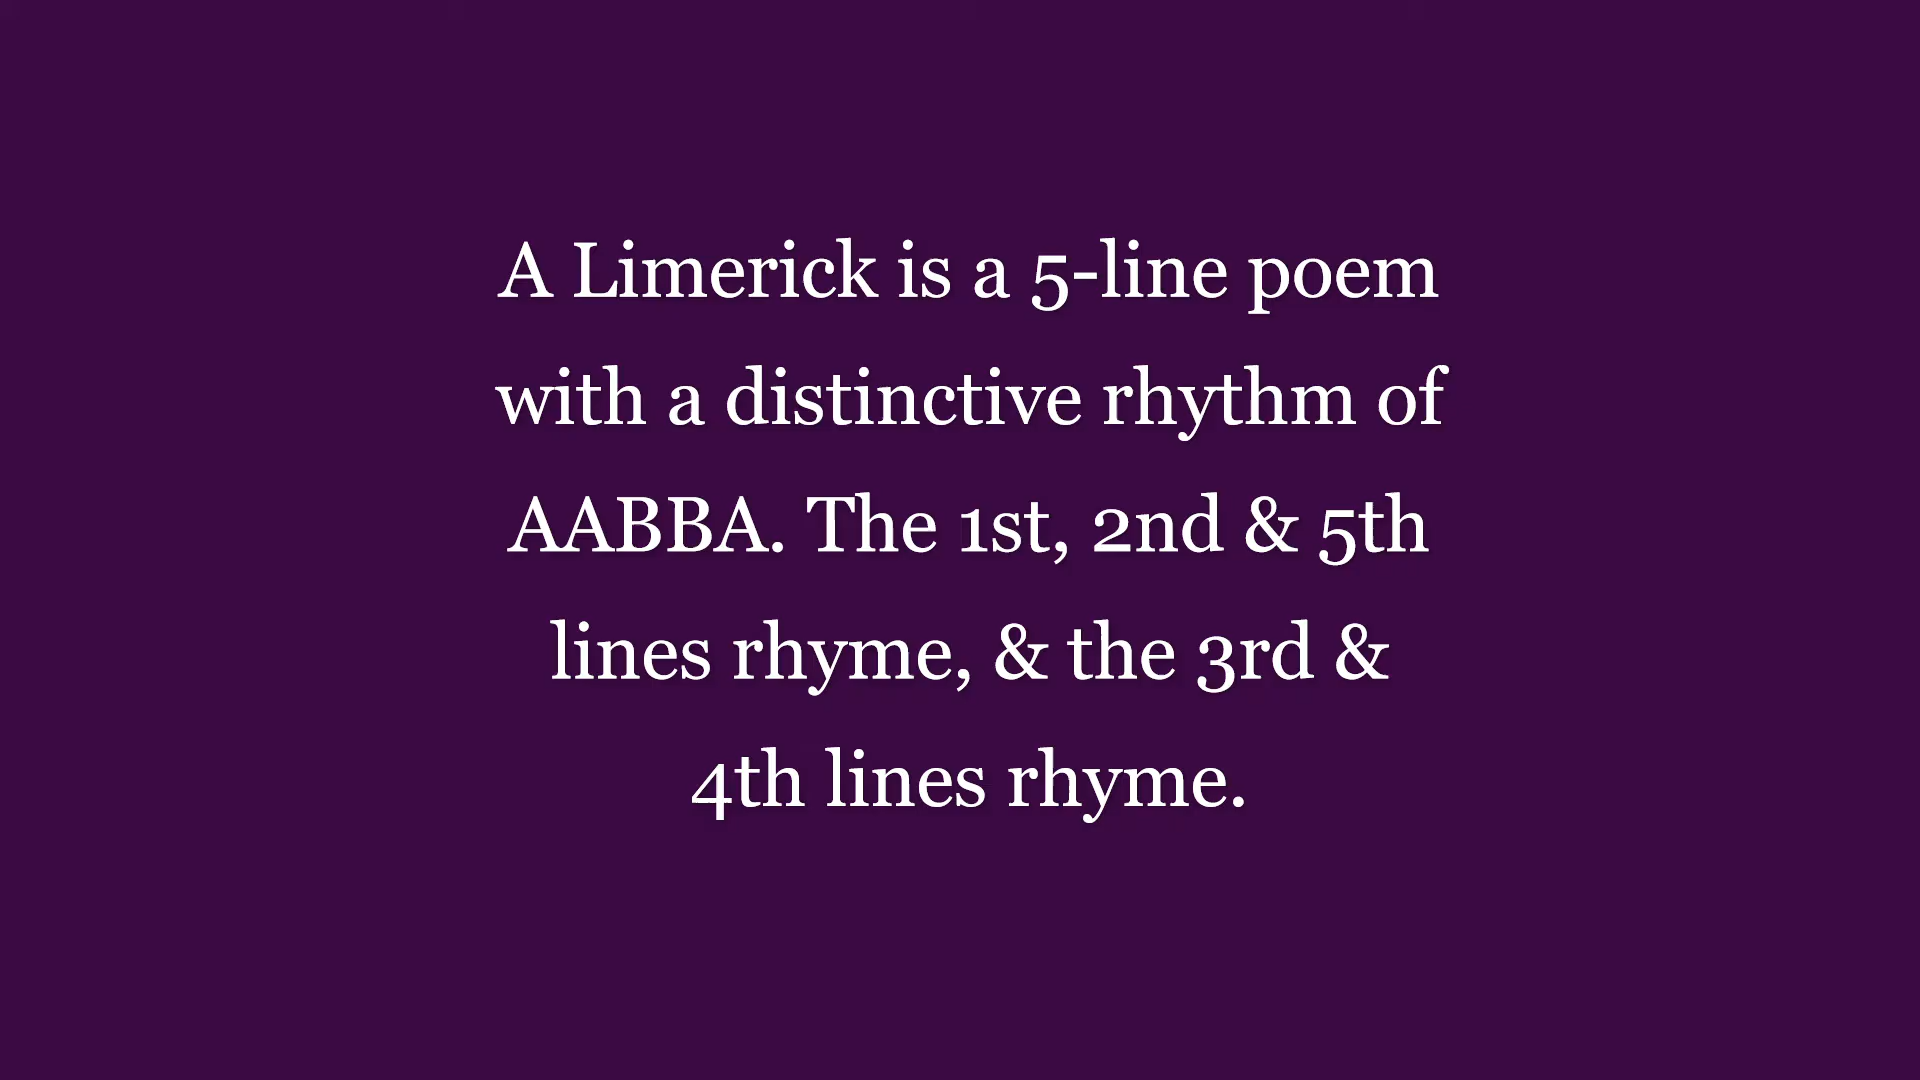 A Limerick is a 5-line poem
with a distinctive rhythm of
AABBA. The 1st, 2nd & 5th
lines rhyme, & the 3rd &
4th lines rhyme.